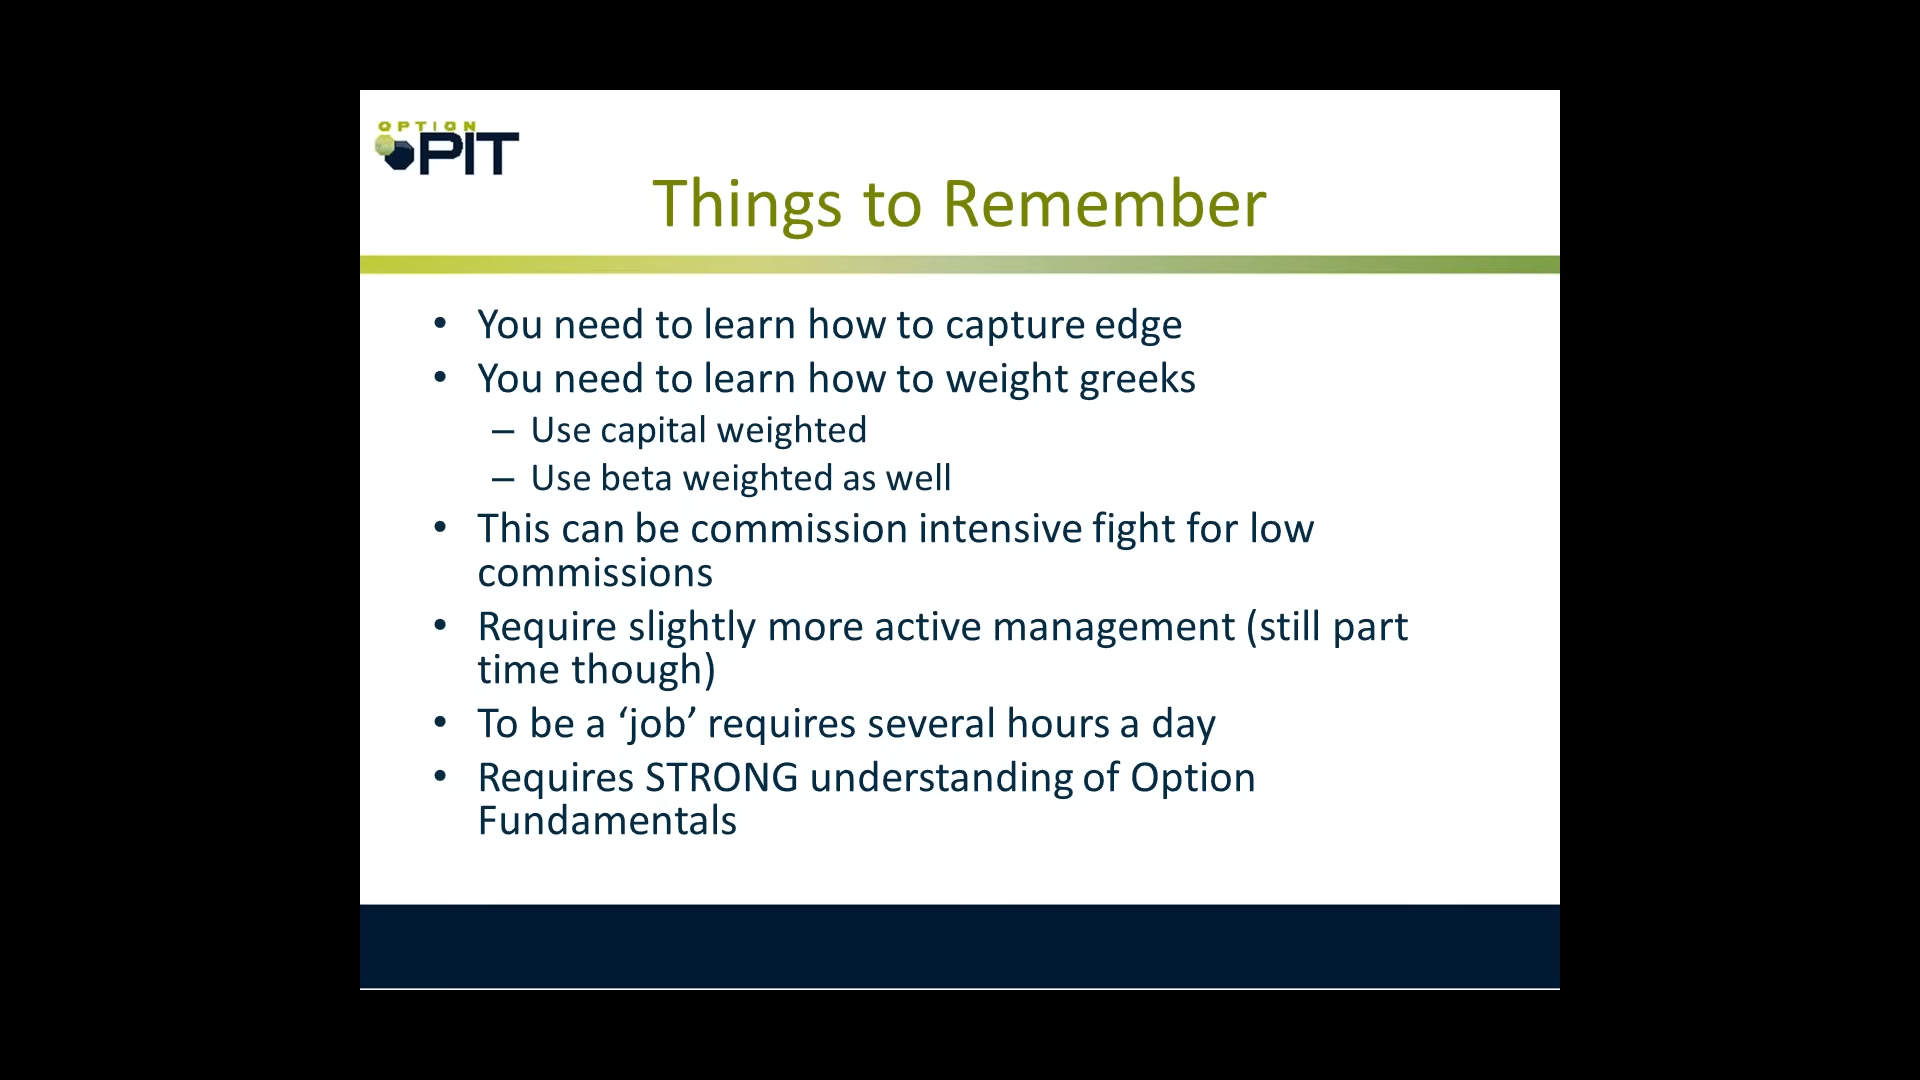 OPTION
PIT
Things to Remember
• You need to learn how to capture edge
• You need to learn how to weight greeks
– Use capital weighted
– Use beta weighted as well
• This can be commission intensive fight for low
commissions
• Require slightly more active management (still part
time though)
• To be a ‘job’ requires several hours a day
• Requires STRONG understanding of Option
Fundamentals